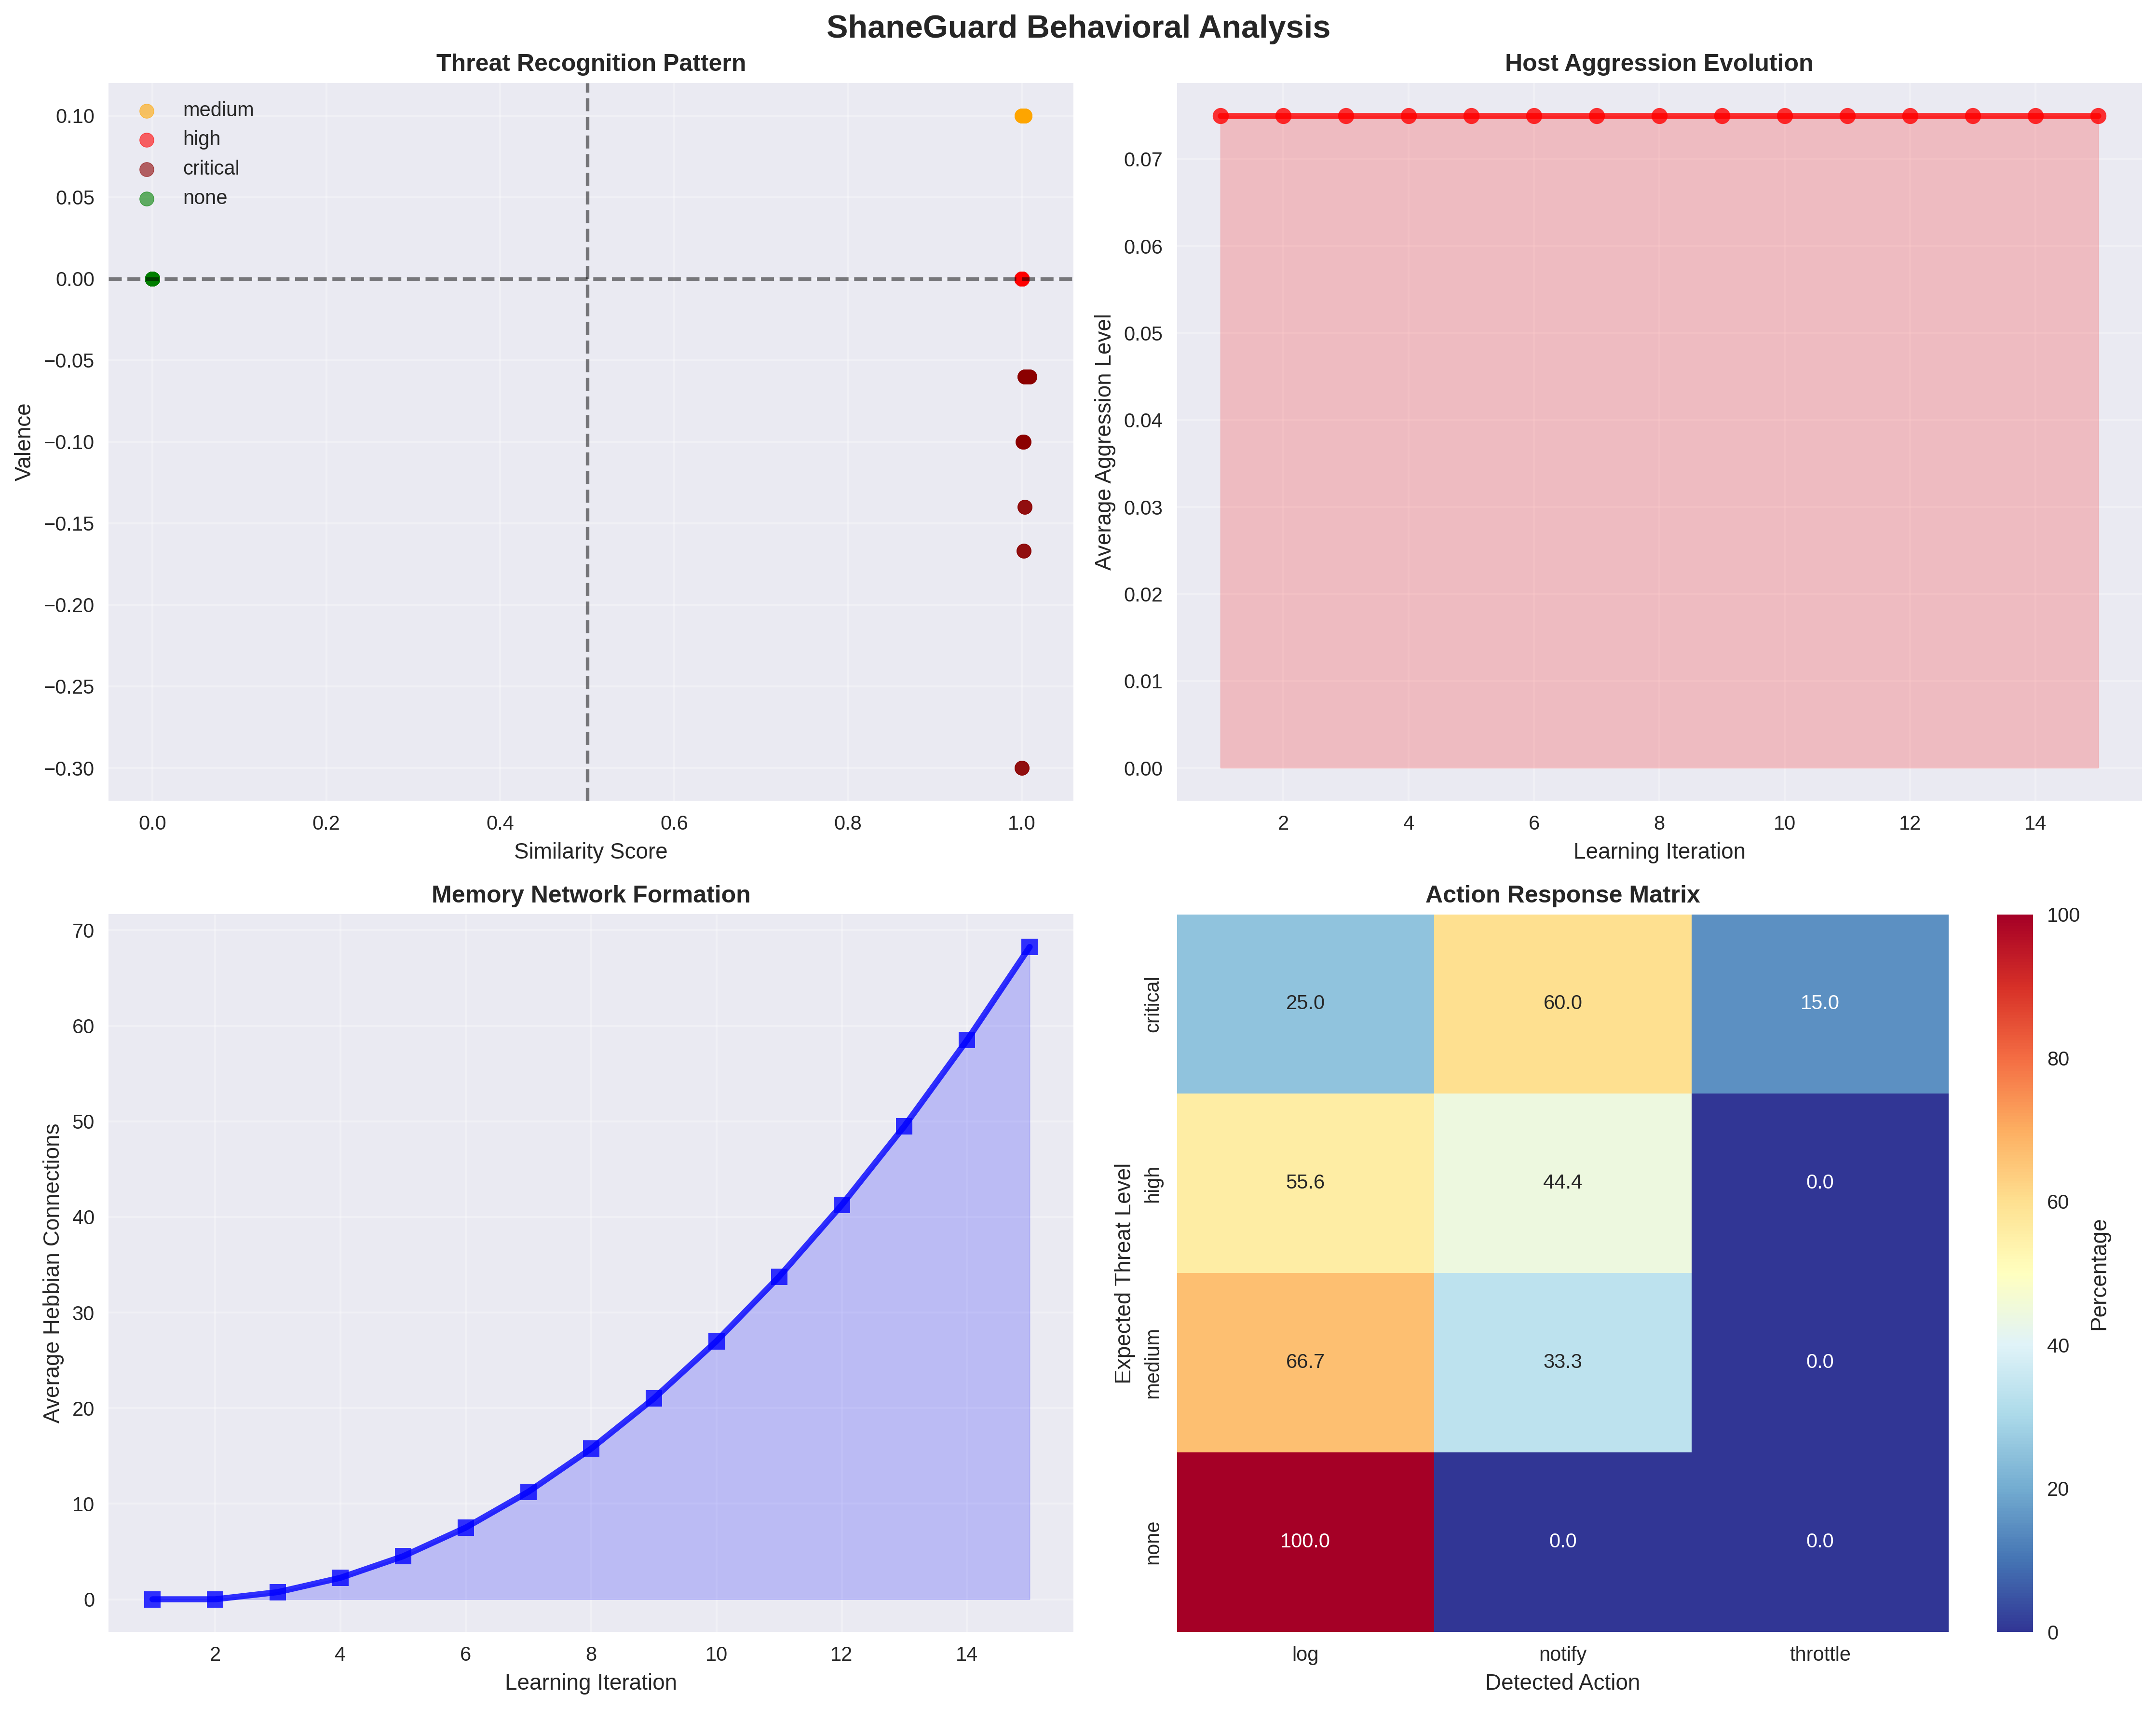 ShaneGuard Behavioral Analysis
Threat Recognition Pattern
medium
high
critical
none
0.10
0.05
0.00
−0.05
−0.10
−0.15
−0.20
−0.25
−0.30
Valence
0.0 0.2 0.4 0.6 0.8 1.0
Similarity Score
Host Aggression Evolution
0.07
0.06
0.05
0.04
0.03
0.02
0.01
0.00
Average Aggression Level
2 4 6 8 10 12 14
Learning Iteration
Memory Network Formation
70
60
50
40
30
20
10
0
Average Hebbian Connections
2 4 6 8 10 12 14
Learning Iteration
Action Response Matrix
Expected Threat Level
critical 25.0 60.0 15.0
high 55.6 44.4 0.0
medium 66.7 33.3 0.0
none 100.0 0.0 0.0
log notify throttle
Detected Action
100
80
60
40
20
0
Percentage